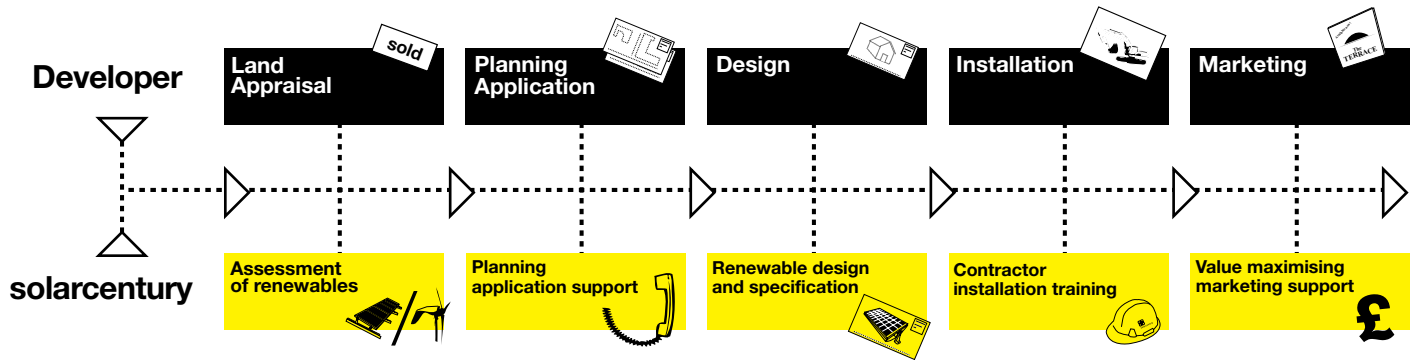 Developer
Land
Appraisal
sold
Planning
Application
Design
Installation
Marketing
The
TERRACE
solarcentury
Assessment
of renewables
Planning
application support
Renewable design
and specification
Contractor
installation training
Value maximising
marketing support
£